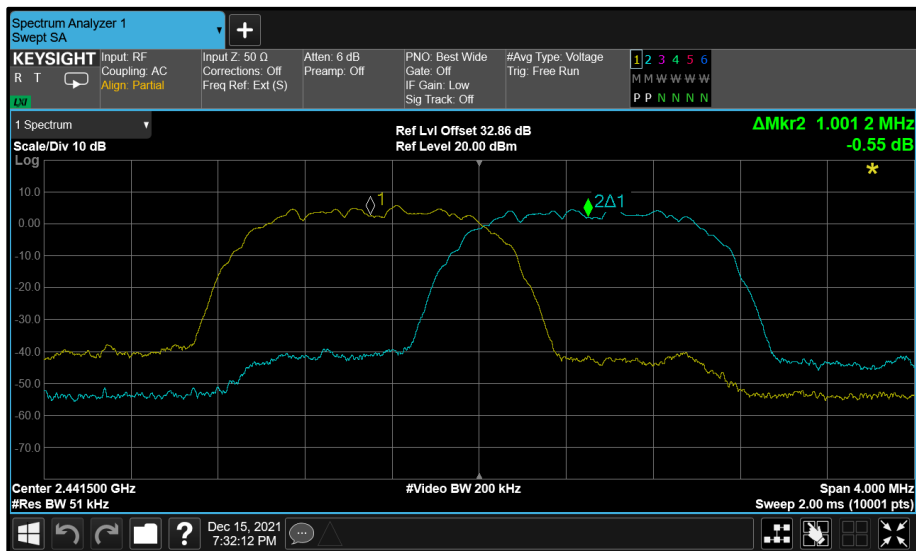 Spectrum Analyzer 1
Swept SA
KEYSIGHT
R T
LXI
Input: RF
Coupling: AC
Align: Partial
Input Z: 50 Ω
Corrections: Off
Freq Ref: Ext (S)
Atten: 6 dB
Preamp: Off
PNO: Best Wide
Gate: Off
IF Gain: Low
Sig Track: Off
#Avg Type: Voltage
Trig: Free Run
1 2 3 4 5 6
M M W W W W
P P N N N N
1 Spectrum
Scale/Div 10 dB
Ref Lvl Offset 32.86 dB
Ref Level 20.00 dBm
ΔMkr2 1.001 2 MHz
-0.55 dB
*
Log
10.0
0.00
-10.0
-20.0
-30.0
-40.0
-50.0
-60.0
-70.0
1
2Δ1
Center 2.441500 GHz
#Video BW 200 kHz
Span 4.000 MHz
#Res BW 51 kHz
Sweep 2.00 ms (10001 pts)
?
Dec 15, 2021
7:32:12 PM